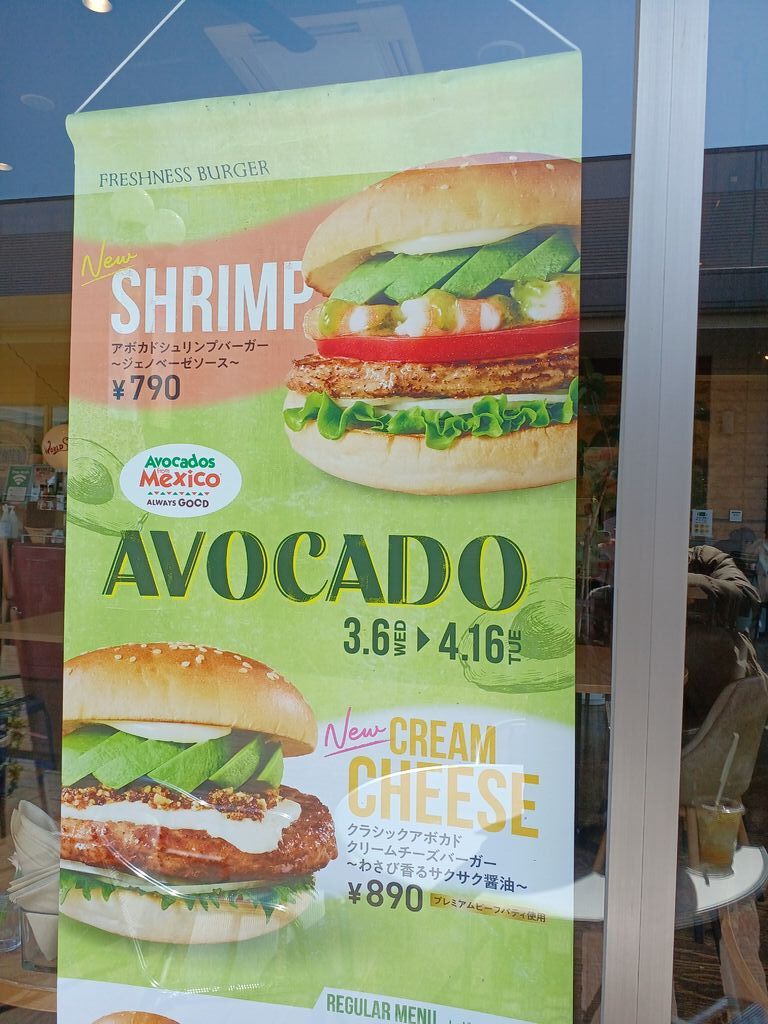 FRESHNESS BURGER
New
SHRIMP
アボカドシュリンプバーガー
～ジェノベーゼソース～
¥790
Avocados
from
MEXICO
ALWAYS GOOD
AVOCADO
3.6 WED ▶ 4.16 TUE
New
CREAM
CHEESE
クラシックアボカド
クリームチーズバーガー
～わさび香るサクサク醤油～
¥890 プレミアムビーフパティ使用
REGULAR MENU